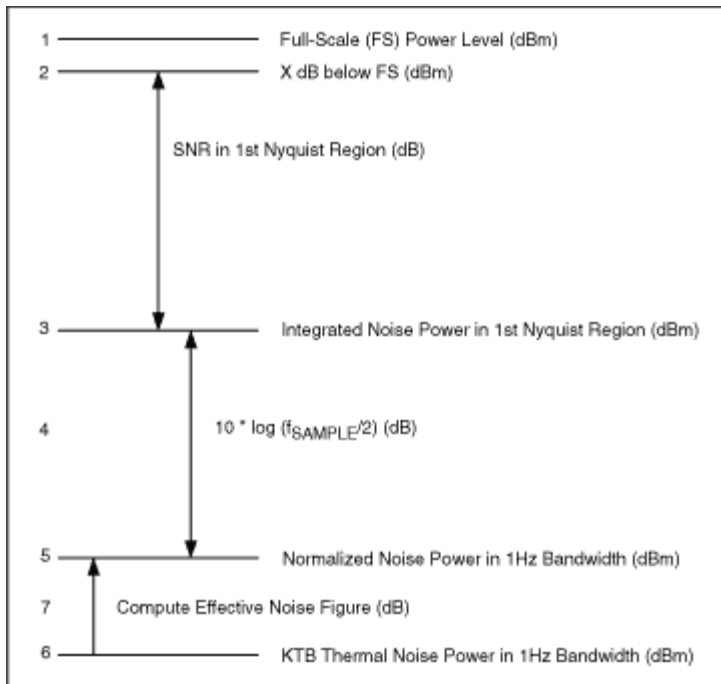 1 Full-Scale (FS) Power Level (dBm)
2 X dB below FS (dBm)
SNR in 1st Nyquist Region (dB)
3 Integrated Noise Power in 1st Nyquist Region (dBm)
4 10 * log (fSAMPLE/2) (dB)
5 Normalized Noise Power in 1Hz Bandwidth (dBm)
7 Compute Effective Noise Figure (dB)
6 KTB Thermal Noise Power in 1Hz Bandwidth (dBm)